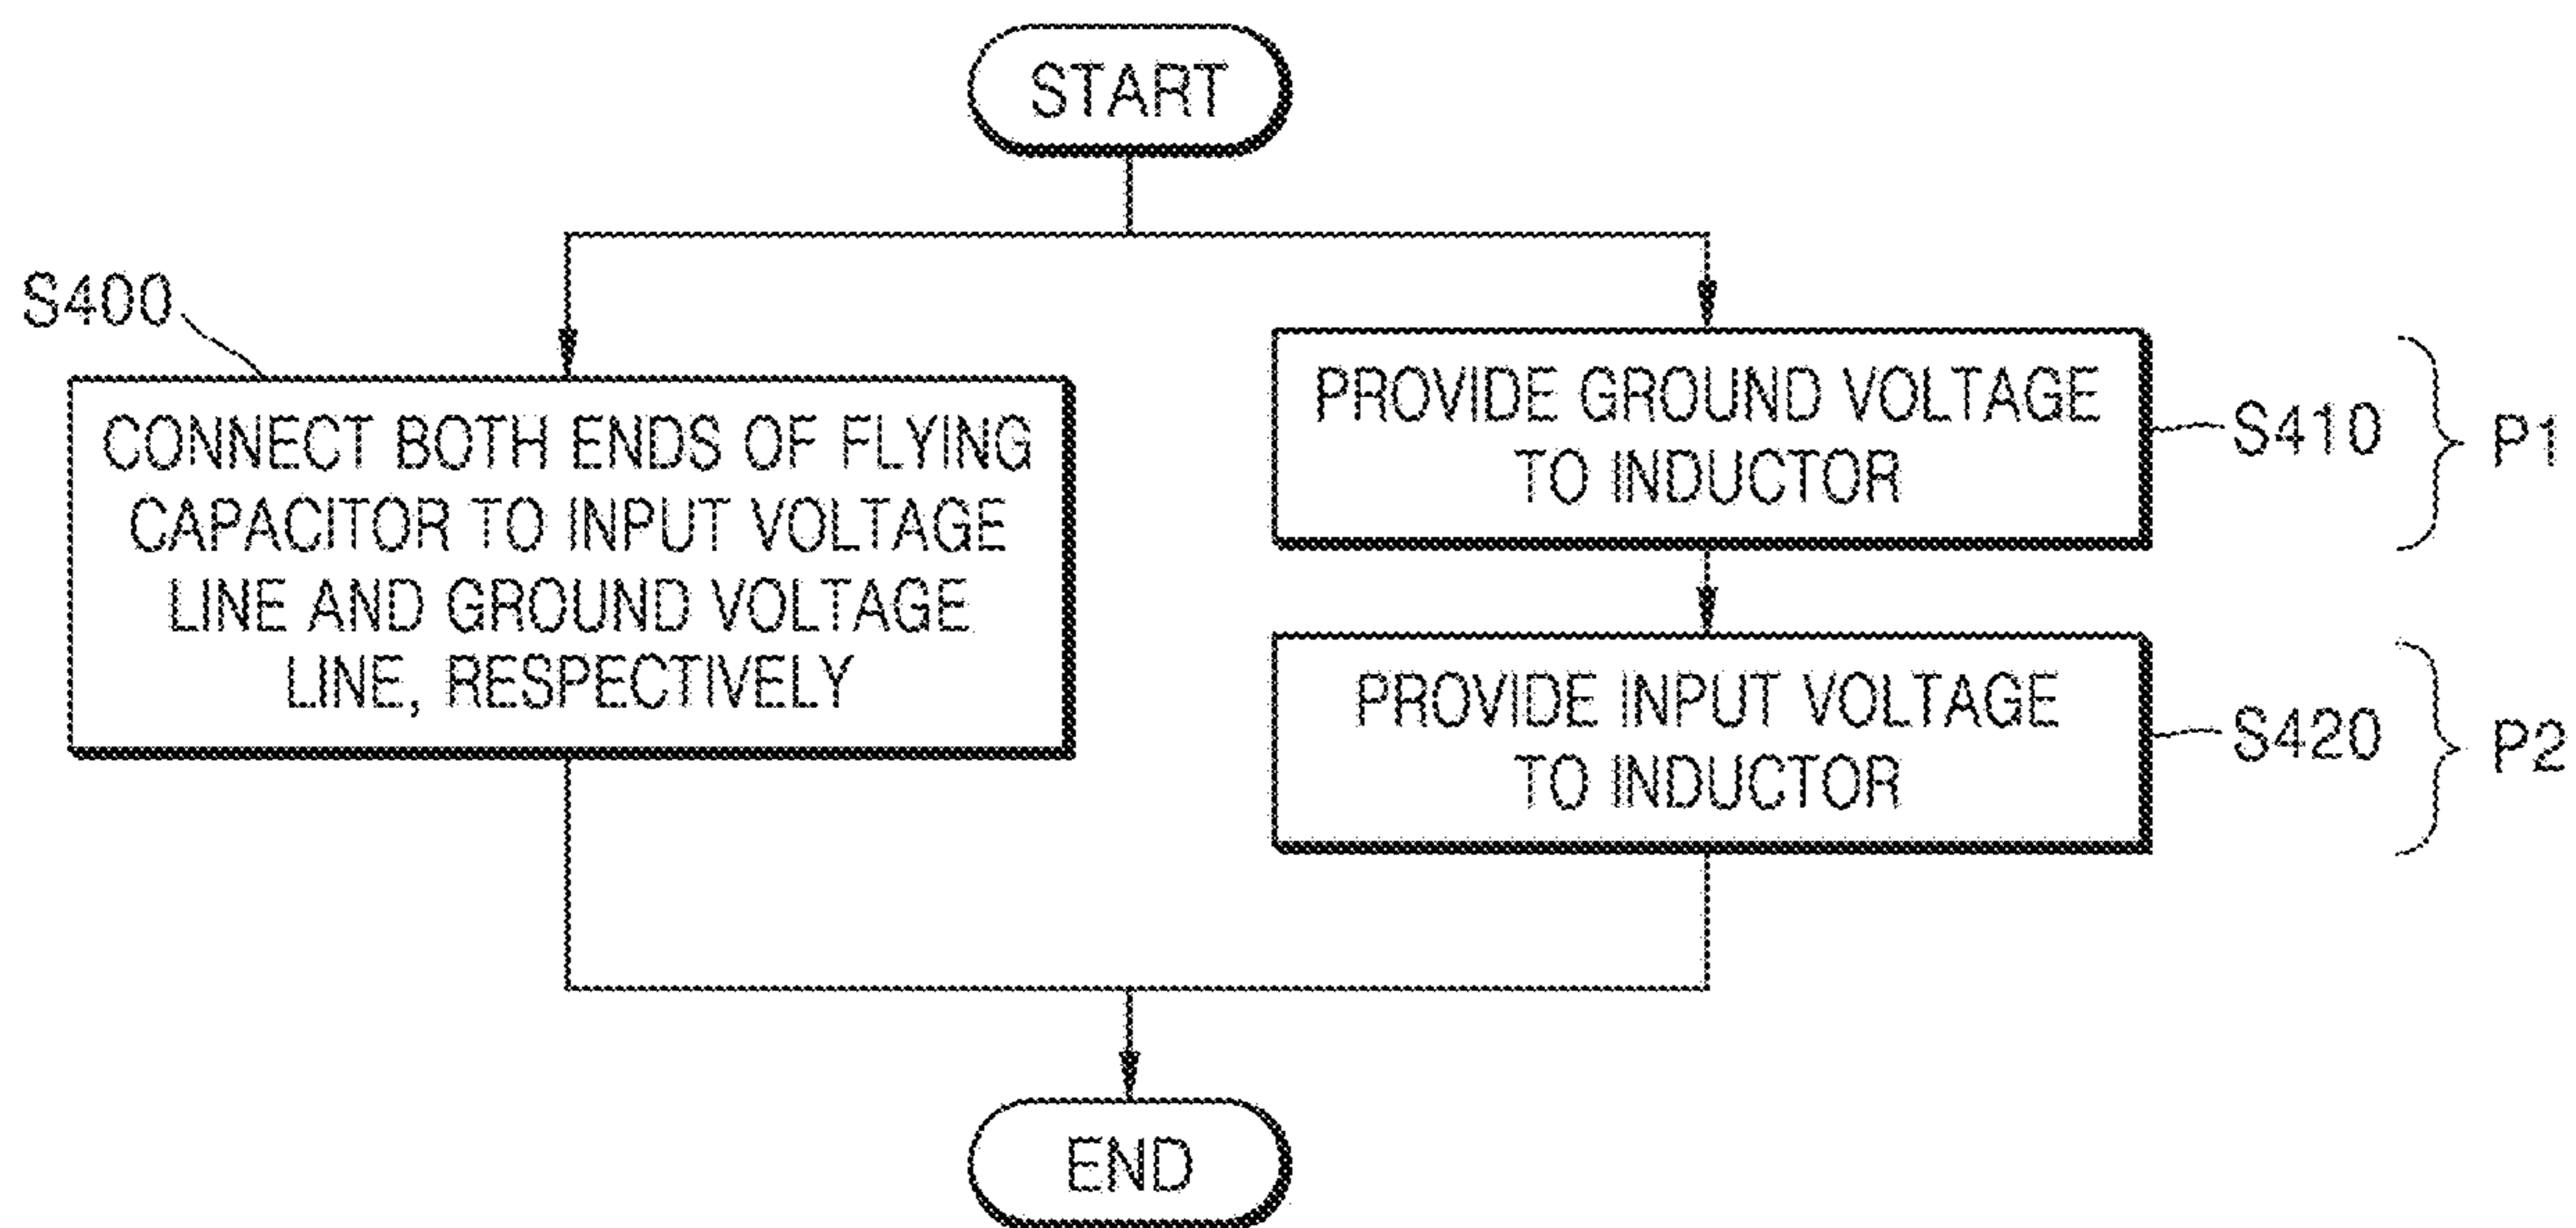 START
S400
CONNECT BOTH ENDS OF FLYING
CAPACITOR TO INPUT VOLTAGE
LINE AND GROUND VOLTAGE
LINE, RESPECTIVELY
PROVIDE GROUND VOLTAGE
TO INDUCTOR
S410
P1
PROVIDE INPUT VOLTAGE
TO INDUCTOR
S420
P2
END